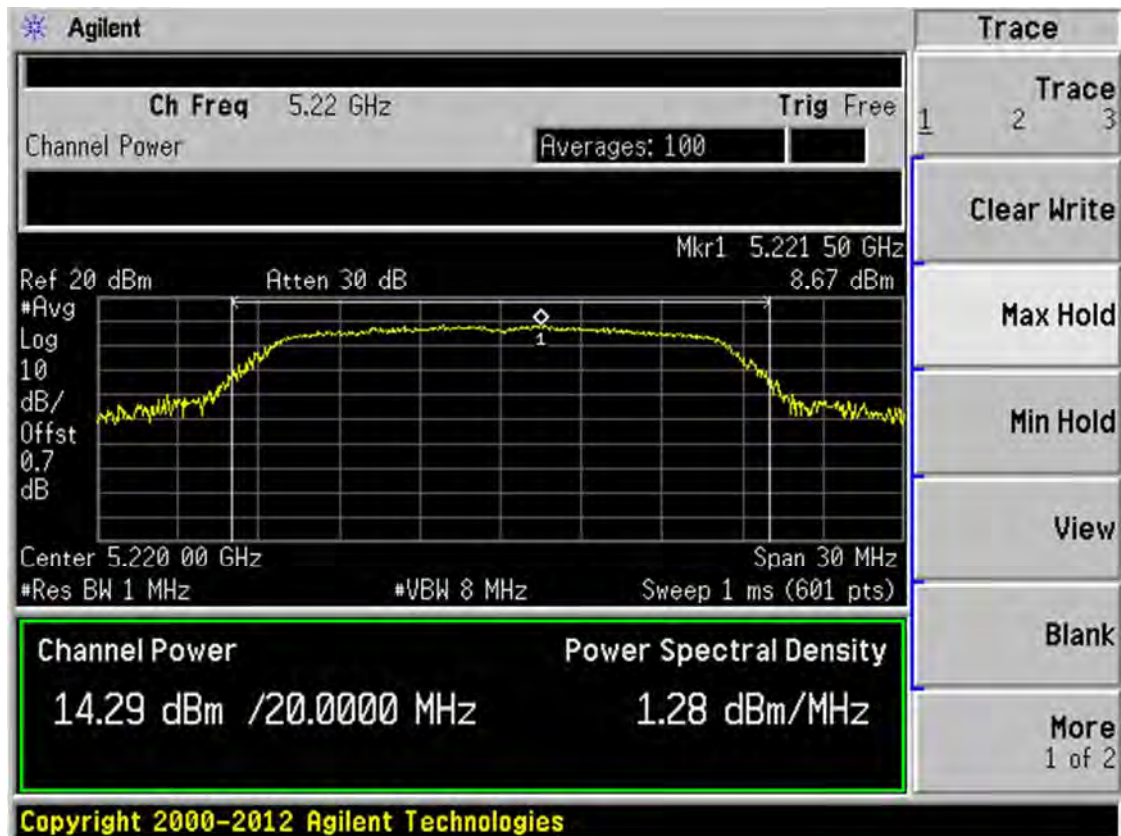 Agilent
Trace
Ch Freq 5.22 GHz Trig Free
Channel Power Averages: 100
Mkr1 5.221 50 GHz
Ref 20 dBm Atten 30 dB 8.67 dBm
#Avg
Log
10
dB/
Offst
0.7
dB
1
Center 5.220 00 GHz Span 30 MHz
#Res BW 1 MHz #VBW 8 MHz Sweep 1 ms (601 pts)
Channel Power Power Spectral Density
14.29 dBm /20.0000 MHz 1.28 dBm/MHz
Copyright 2000-2012 Agilent Technologies
Trace
1 2 3
Clear Write
Max Hold
Min Hold
View
Blank
More
1 of 2